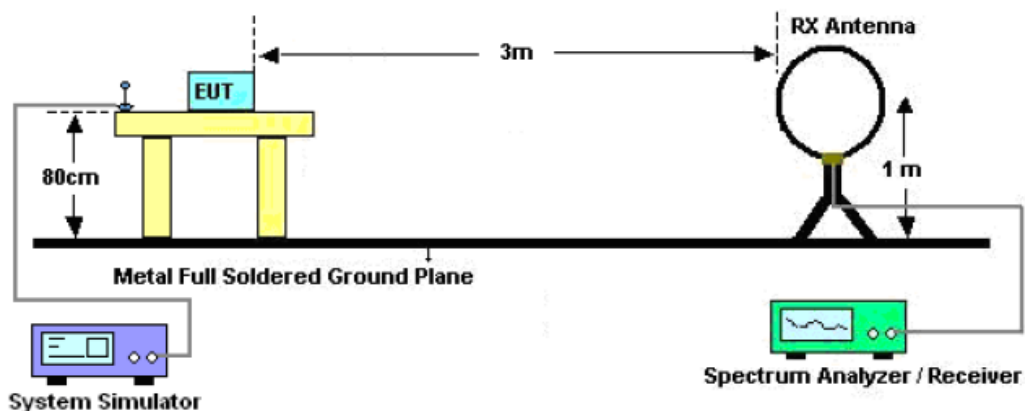 RX Antenna
3m
EUT
80cm
1 m
Metal Full Soldered Ground Plane
System Simulator
Spectrum Analyzer / Receiver